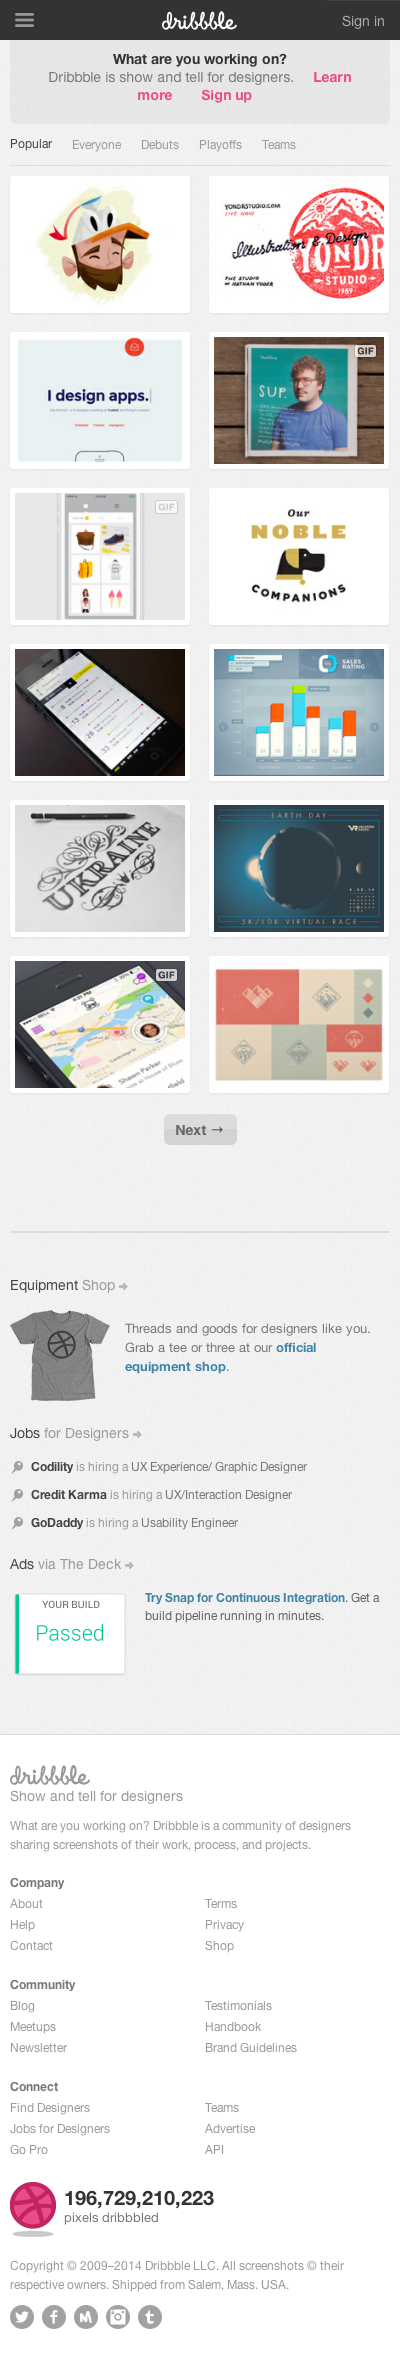 dribbble
Sign in
What are you working on?
Dribbble is show and tell for designers. Learn
more Sign up
Popular Everyone Debuts Playoffs Teams
YONDRSTUDIO.COM
LIVE NOW
Illustration & Design
YONDR
STUDIO
1989
THE STUDIO
OF NATHAN YODER
I design apps.
GIF
SUP.
GIF
Our
NOBLE
COMPANIONS
SALES
RATING
UKRAINE
EARTH DAY
5K/10K VIRTUAL RACE
GIF
Shawn Parker
Next →
Equipment Shop
Threads and goods for designers like you.
Grab a tee or three at our official
equipment shop.
Jobs for Designers
Codility is hiring a UX Experience/ Graphic Designer
Credit Karma is hiring a UX/Interaction Designer
GoDaddy is hiring a Usability Engineer
Ads via The Deck
YOUR BUILD
Passed
Try Snap for Continuous Integration. Get a
build pipeline running in minutes.
dribbble
Show and tell for designers
What are you working on? Dribbble is a community of designers
sharing screenshots of their work, process, and projects.
Company
About Terms
Help Privacy
Contact Shop
Community
Blog Testimonials
Meetups Handbook
Newsletter Brand Guidelines
Connect
Find Designers Teams
Jobs for Designers Advertise
Go Pro API
196,729,210,223
pixels dribbbled
Copyright © 2009–2014 Dribbble LLC. All screenshots © their
respective owners. Shipped from Salem, Mass. USA.